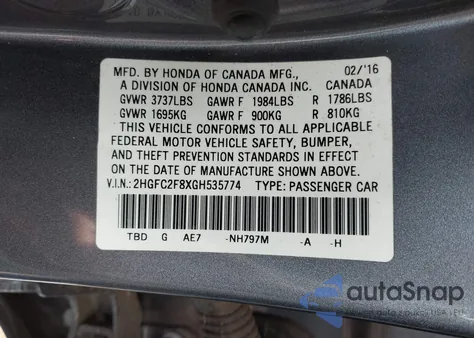 MFD. BY HONDA OF CANADA MFG., 02/'16
A DIVISION OF HONDA CANADA INC. CANADA
GVWR 3737LBS GAWR F 1984LBS R 1786LBS
GVWR 1695KG GAWR F 900KG R 810KG
THIS VEHICLE CONFORMS TO ALL APPLICABLE
FEDERAL MOTOR VEHICLE SAFETY, BUMPER,
AND THEFT PREVENTION STANDARDS IN EFFECT
ON THE DATE OF MANUFACTURE SHOWN ABOVE.
V.I.N.: 2HGFC2F8XGH535774 TYPE: PASSENGER CAR
TBD G AE7 -NH797M -A -H
autoSnap